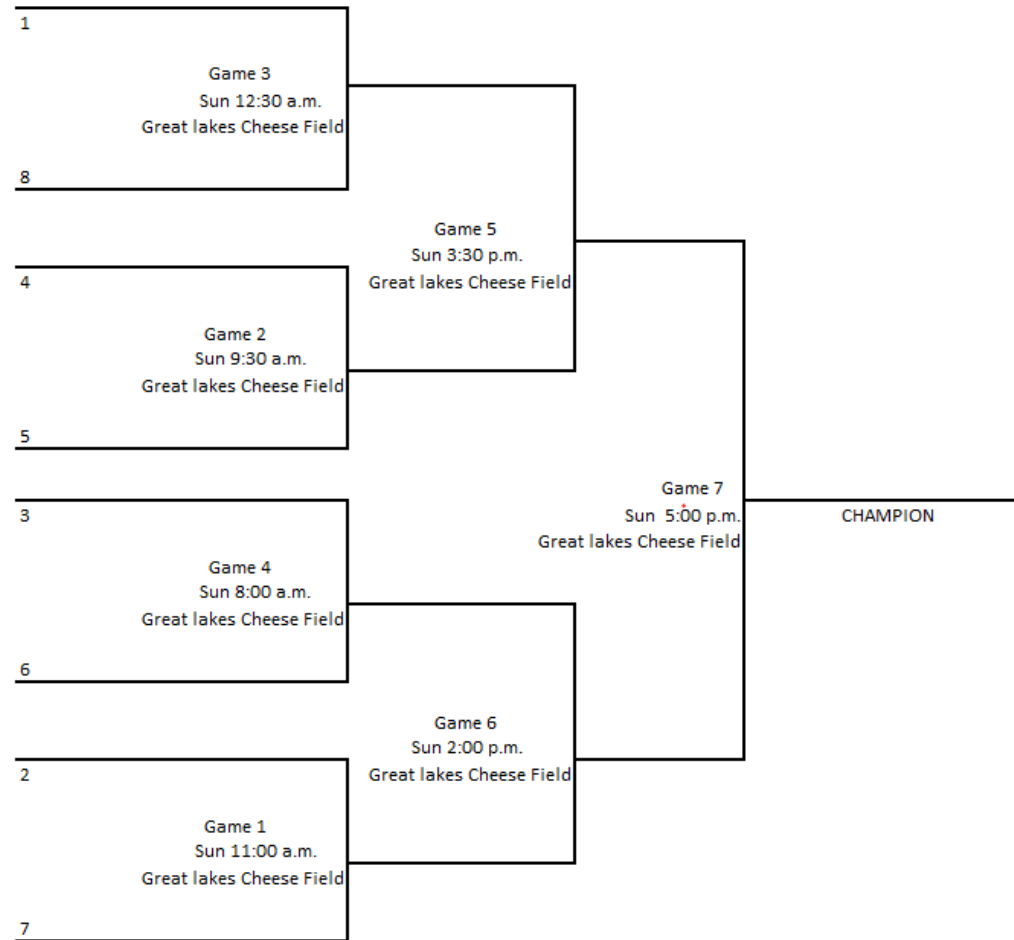 1
Game 3
Sun 12:30 a.m.
Great lakes Cheese Field
8
Game 5
Sun 3:30 p.m.
Great lakes Cheese Field
4
Game 2
Sun 9:30 a.m.
Great lakes Cheese Field
5
3
Game 7
Sun 5:00 p.m.
Great lakes Cheese Field
CHAMPION
Game 4
Sun 8:00 a.m.
Great lakes Cheese Field
6
Game 6
Sun 2:00 p.m.
Great lakes Cheese Field
2
Game 1
Sun 11:00 a.m.
Great lakes Cheese Field
7